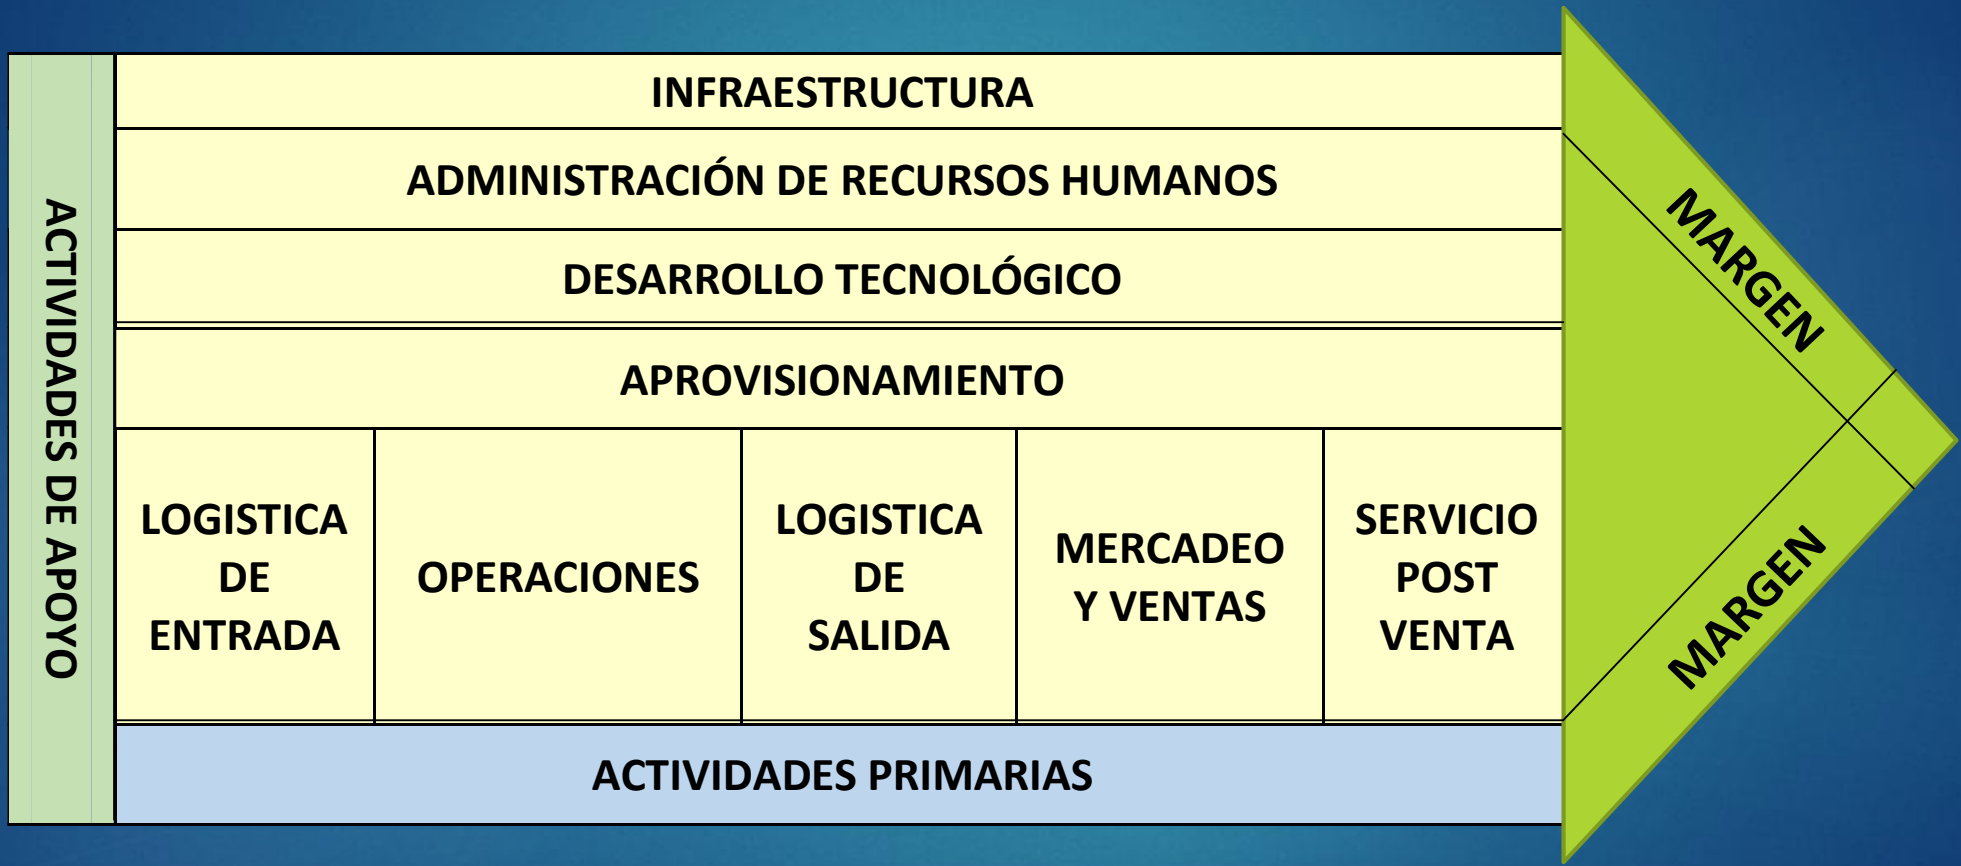 ACTIVIDADES DE APOYO
INFRAESTRUCTURA
ADMINISTRACIÓN DE RECURSOS HUMANOS
DESARROLLO TECNOLÓGICO
APROVISIONAMIENTO
LOGISTICA
DE
ENTRADA
OPERACIONES
LOGISTICA
DE
SALIDA
MERCADEO
Y VENTAS
SERVICIO
POST
VENTA
ACTIVIDADES PRIMARIAS
MARGEN
MARGEN